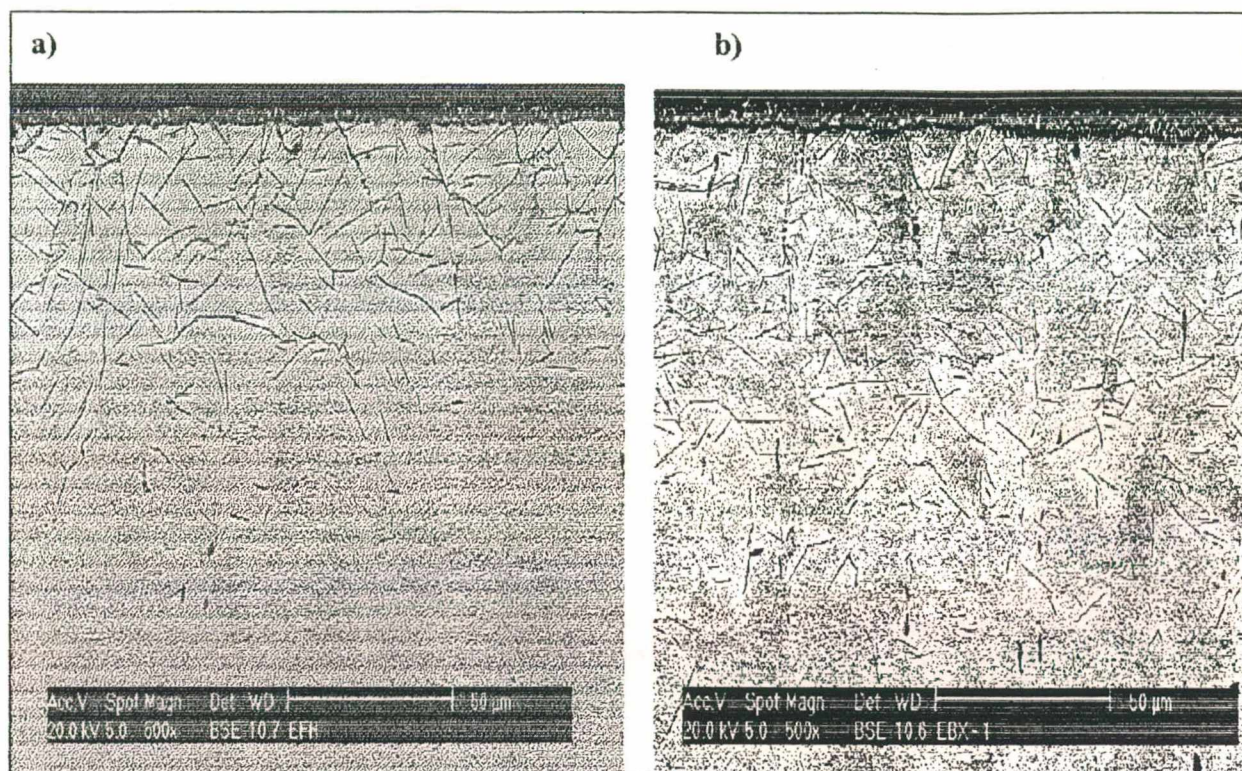 a)
b)
Acc.V Spot Magn Det WD 50 µm
20.0 kV 5.0 500x BSE 10.7 EFH
Acc.V Spot Magn Det WD 50 µm
20.0 kV 5.0 500x BSE 10.6 EBX-1